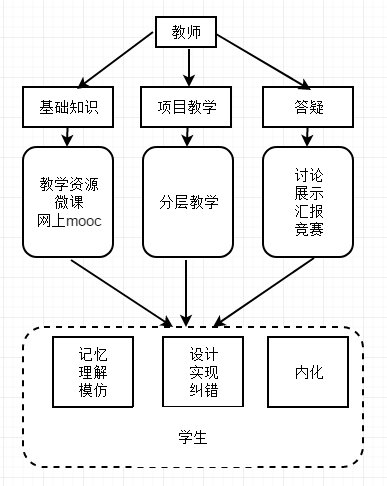 教师
基础知识
项目教学
答疑
教学资源
微课
网上mooc
分层教学
讨论
展示
汇报
竞赛
记忆
理解
模仿
设计
实现
纠错
内化
学生